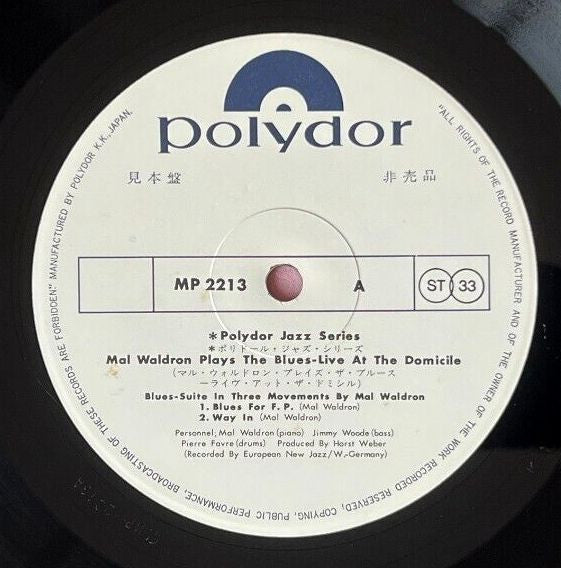 polydor
見本盤 非売品
MP 2213 A ST 33
*Polydor Jazz Series
*ポリドール・ジャズ・シリーズ
Mal Waldron Plays The Blues-Live At The Domicile
(マル・ウォルドロン・プレイズ・ザ・ブルース
—ライヴ・アット・ザ・ドミシル)
Blues-Suite In Three Movements By Mal Waldron
1. Blues For F. P. (Mal Waldron)
2. Way In (Mal Waldron)
Personnel; Mal Waldron (piano) Jimmy Woode (bass)
Pierre Favre (drums) Produced By Horst Weber
(Recorded By European New Jazz/W.-Germany)
"ALL RIGHTS OF THE RECORD MANUFACTURER AND OF THE OWNER OF THE WORK RECORDED RESERVED, COPYING, PUBLIC PERFORMANCE, BROADCASTING OF THESE RECORDS ARE FORBIDDEN." MANUFACTURED BY POLYDOR K.K., JAPAN.